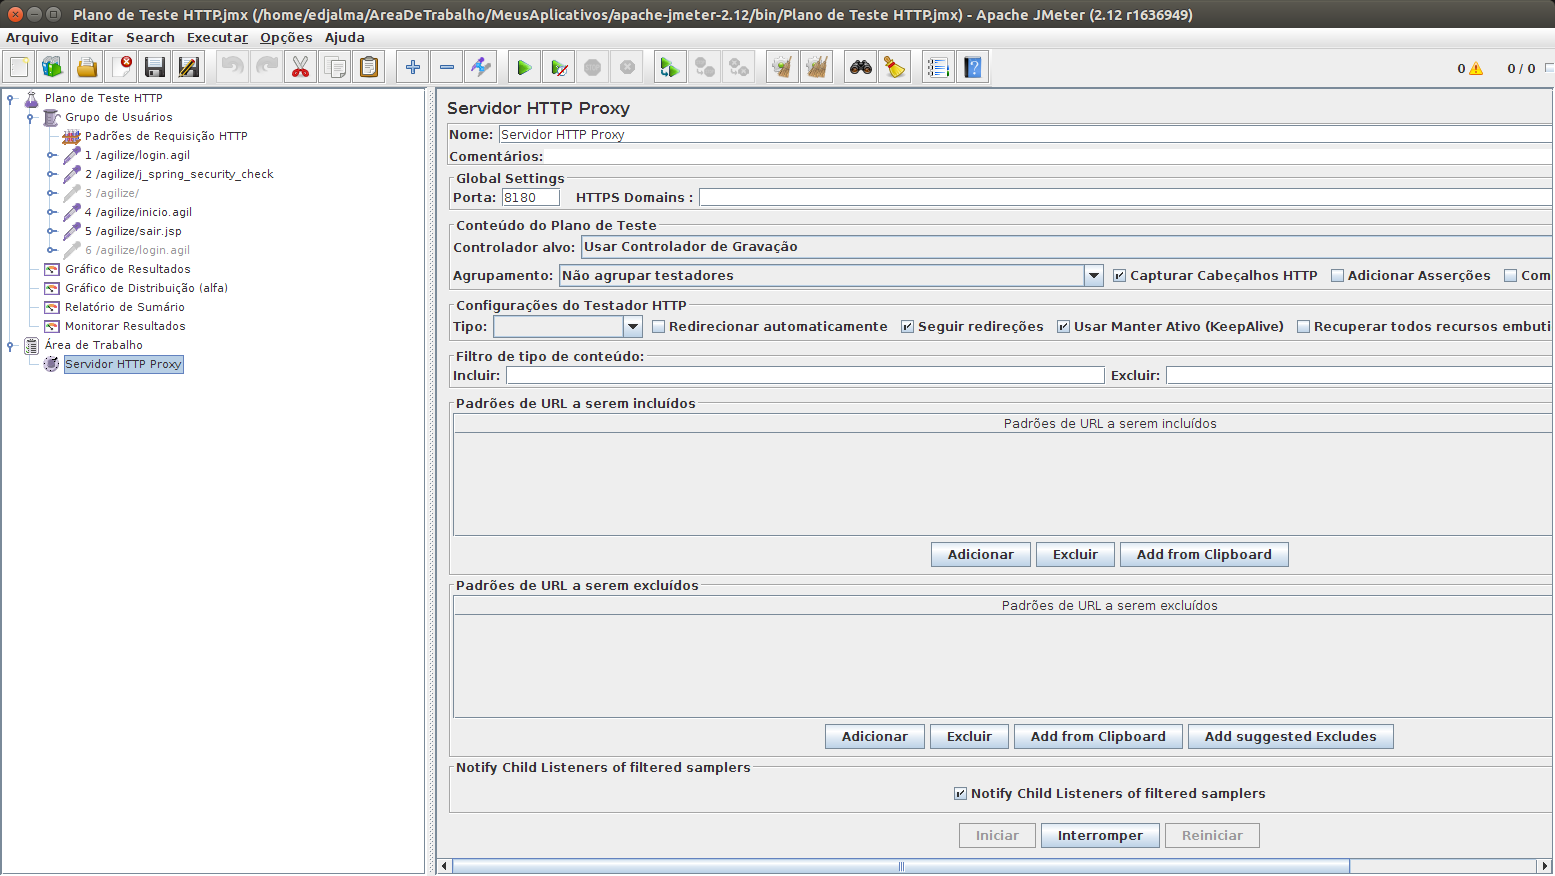 Plano de Teste HTTP.jmx (/home/edjalma/AreaDeTrabalho/MeusAplicativos/apache-jmeter-2.12/bin/Plano de Teste HTTP.jmx) - Apache JMeter (2.12 r1636949)
Arquivo Editar Search Executar Opções Ajuda
0 0 / 0
Plano de Teste HTTP
Grupo de Usuários
Padrões de Requisição HTTP
1 /agilize/login.agil
2 /agilize/j_spring_security_check
3 /agilize/
4 /agilize/inicio.agil
5 /agilize/sair.jsp
6 /agilize/login.agil
Gráfico de Resultados
Gráfico de Distribuição (alfa)
Relatório de Sumário
Monitorar Resultados
Área de Trabalho
Servidor HTTP Proxy
Servidor HTTP Proxy
Nome: Servidor HTTP Proxy
Comentários:
Global Settings
Porta: 8180 HTTPS Domains :
Conteúdo do Plano de Teste
Controlador alvo: Usar Controlador de Gravação
Agrupamento: Não agrupar testadores Capturar Cabeçalhos HTTP Adicionar Asserções Com
Configurações do Testador HTTP
Tipo: Redirecionar automaticamente Seguir redireções Usar Manter Ativo (KeepAlive) Recuperar todos recursos embuti
Filtro de tipo de conteúdo:
Incluir: Excluir:
Padrões de URL a serem incluídos
Padrões de URL a serem incluídos
Adicionar Excluir Add from Clipboard
Padrões de URL a serem excluídos
Padrões de URL a serem excluídos
Adicionar Excluir Add from Clipboard Add suggested Excludes
Notify Child Listeners of filtered samplers
Notify Child Listeners of filtered samplers
Iniciar Interromper Reiniciar